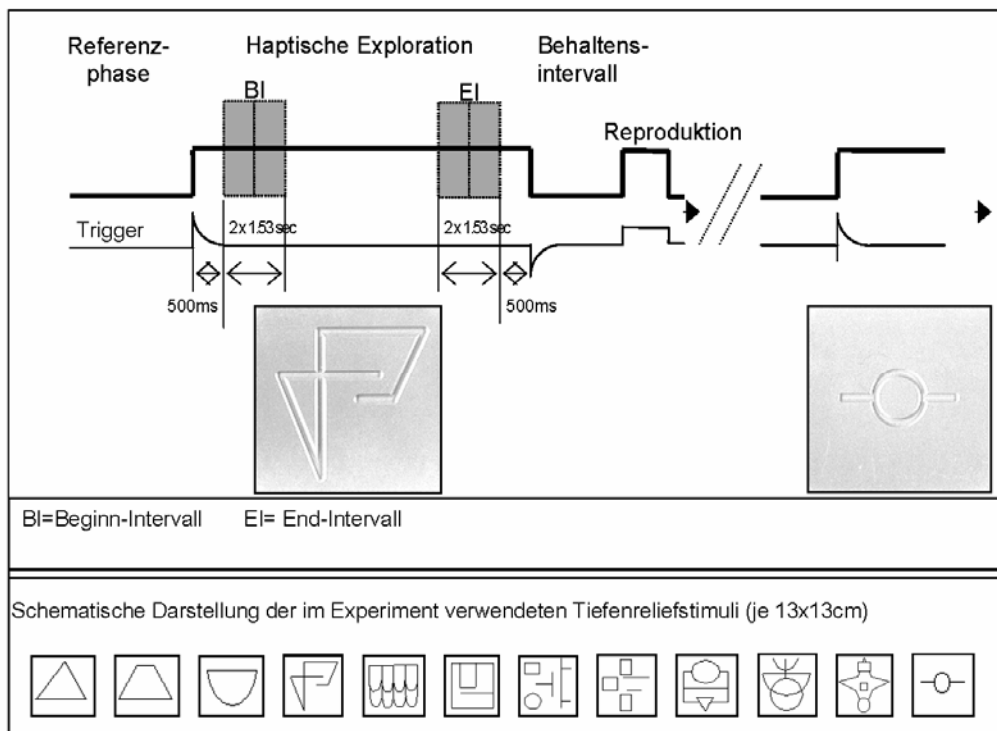 Referenz-
phase
Haptische Exploration
Behaltens-
intervall
BI
EI
Reproduktion
Trigger
2x1.53sec
2x1.53sec
500ms
500ms
BI=Beginn-Intervall EI= End-Intervall
Schematische Darstellung der im Experiment verwendeten Tiefenreliefstimuli (je 13x13cm)